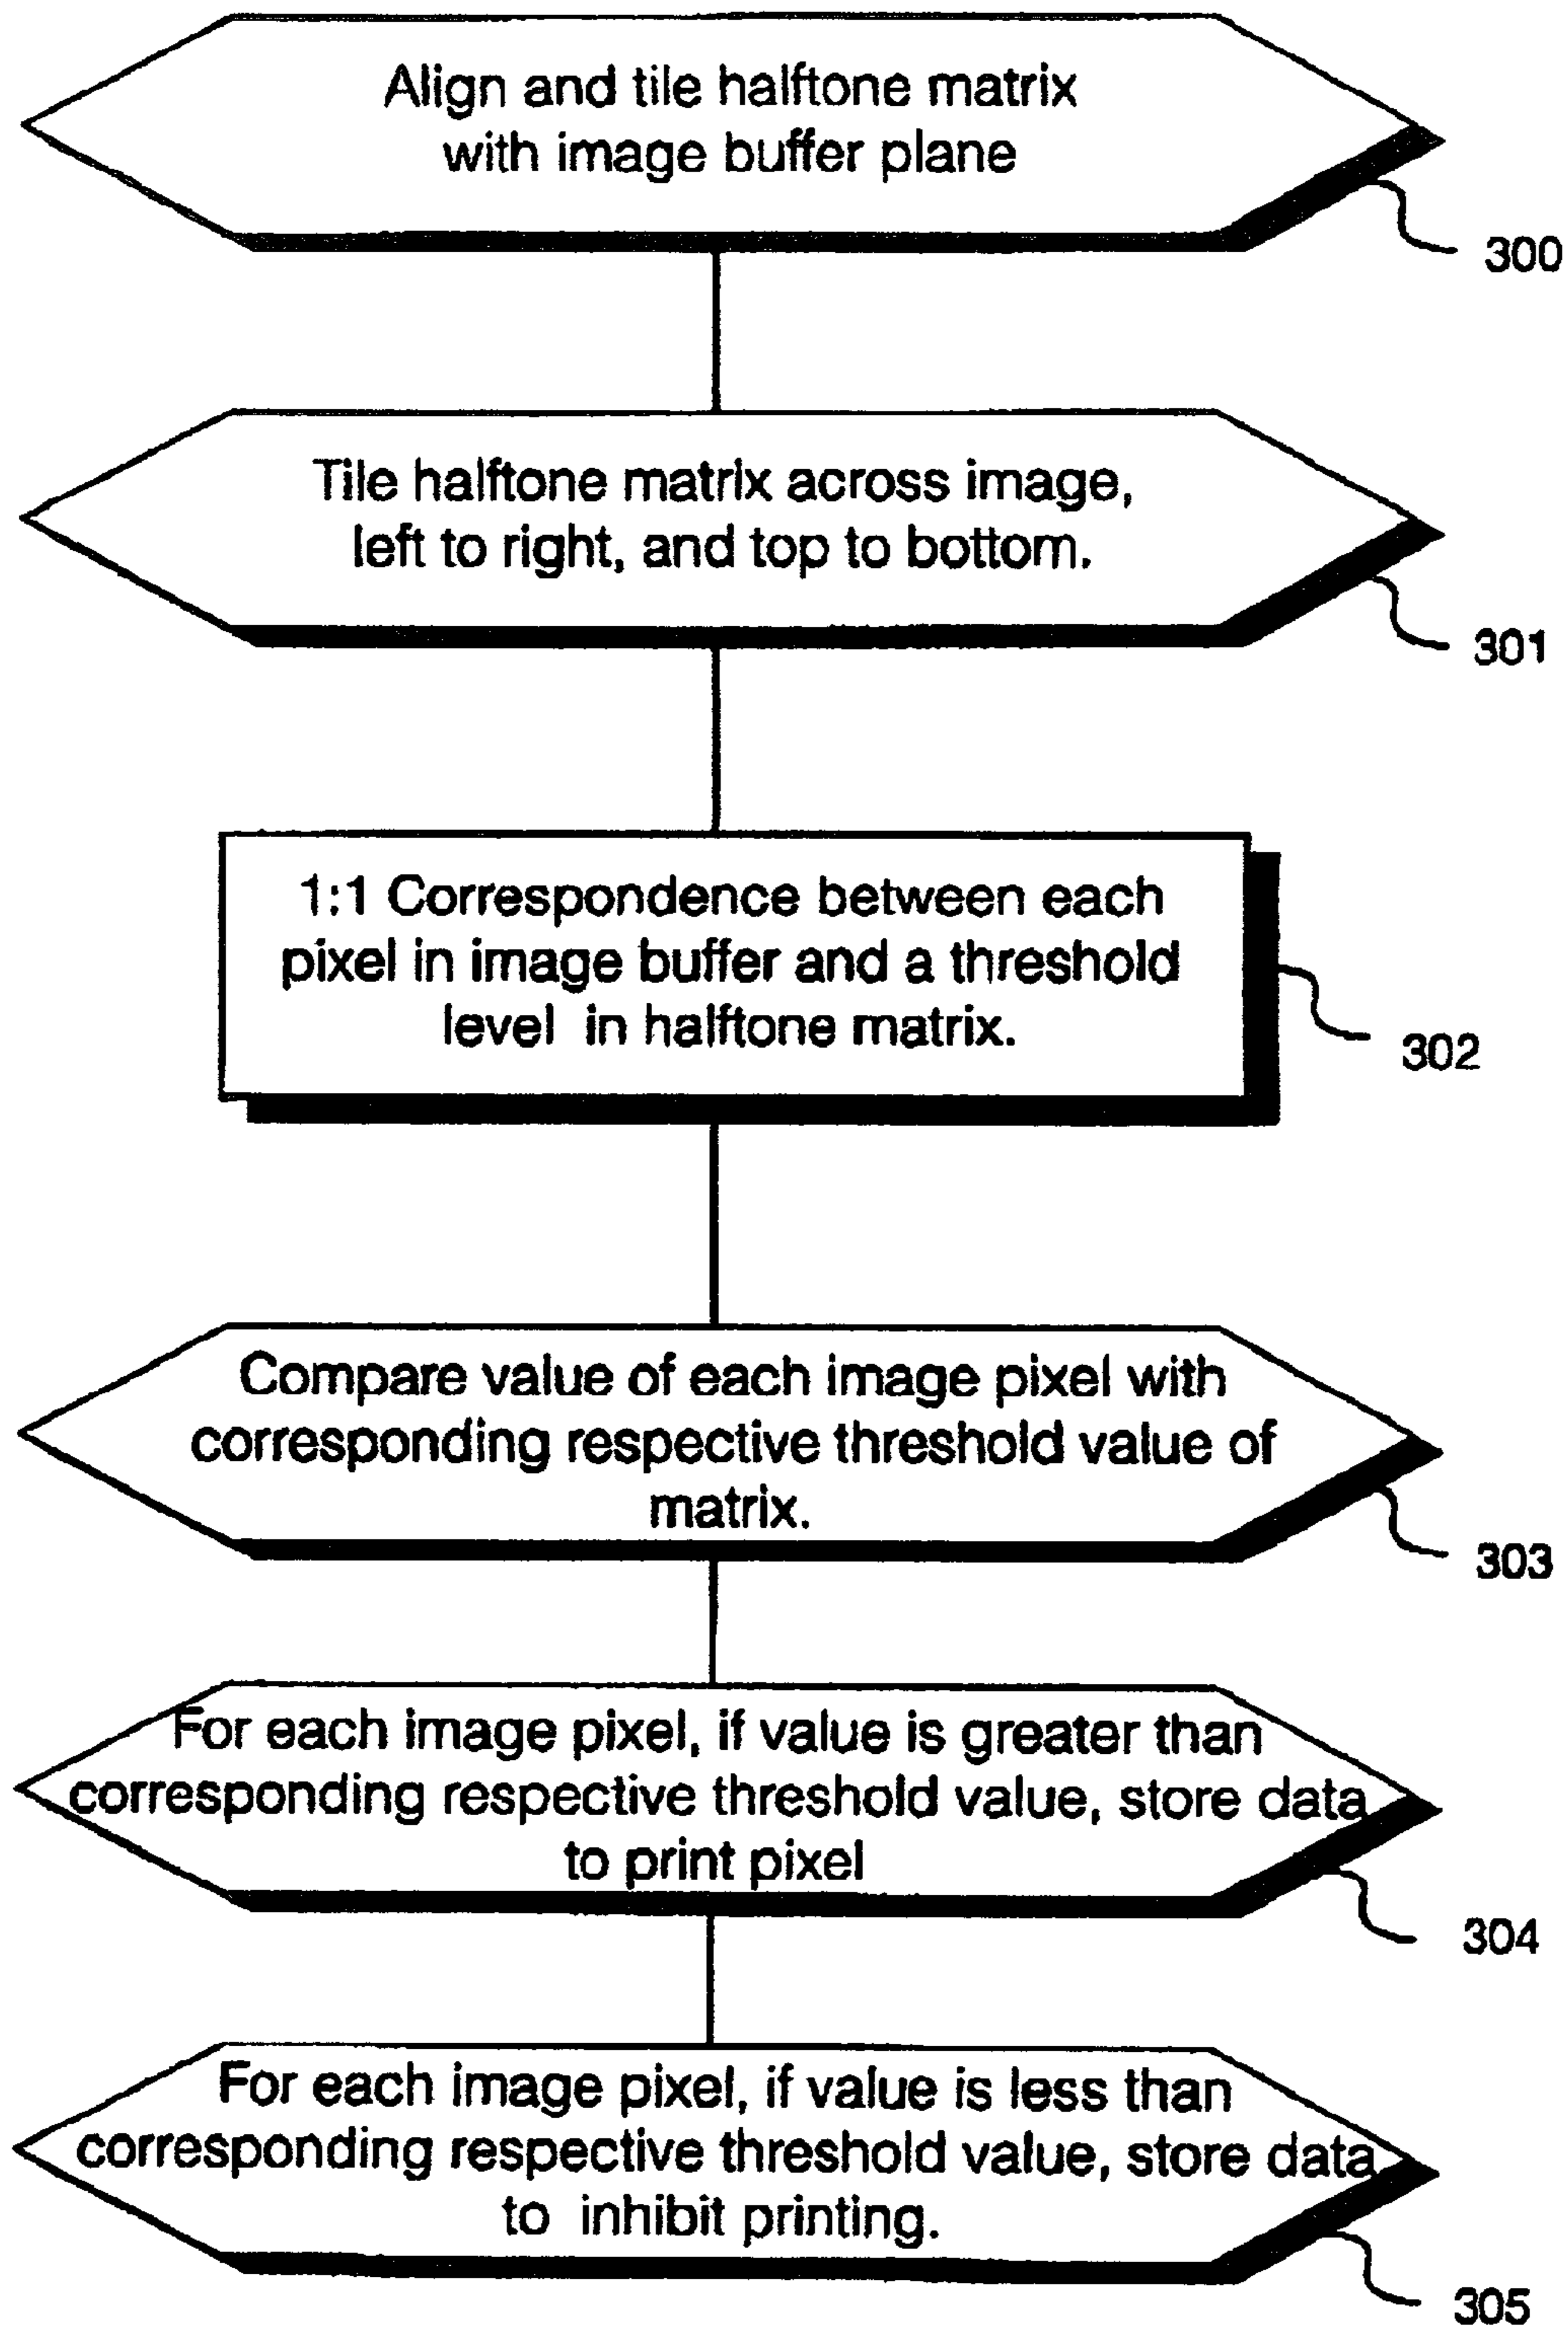 Align and tile halftone matrix
with image buffer plane
300
Tile halftone matrix across image,
left to right, and top to bottom.
301
1:1 Correspondence between each
pixel in image buffer and a threshold
level in halftone matrix.
302
Compare value of each image pixel with
corresponding respective threshold value of
matrix.
303
For each image pixel, if value is greater than
corresponding respective threshold value, store data
to print pixel
304
For each image pixel, if value is less than
corresponding respective threshold value, store data
to inhibit printing.
305